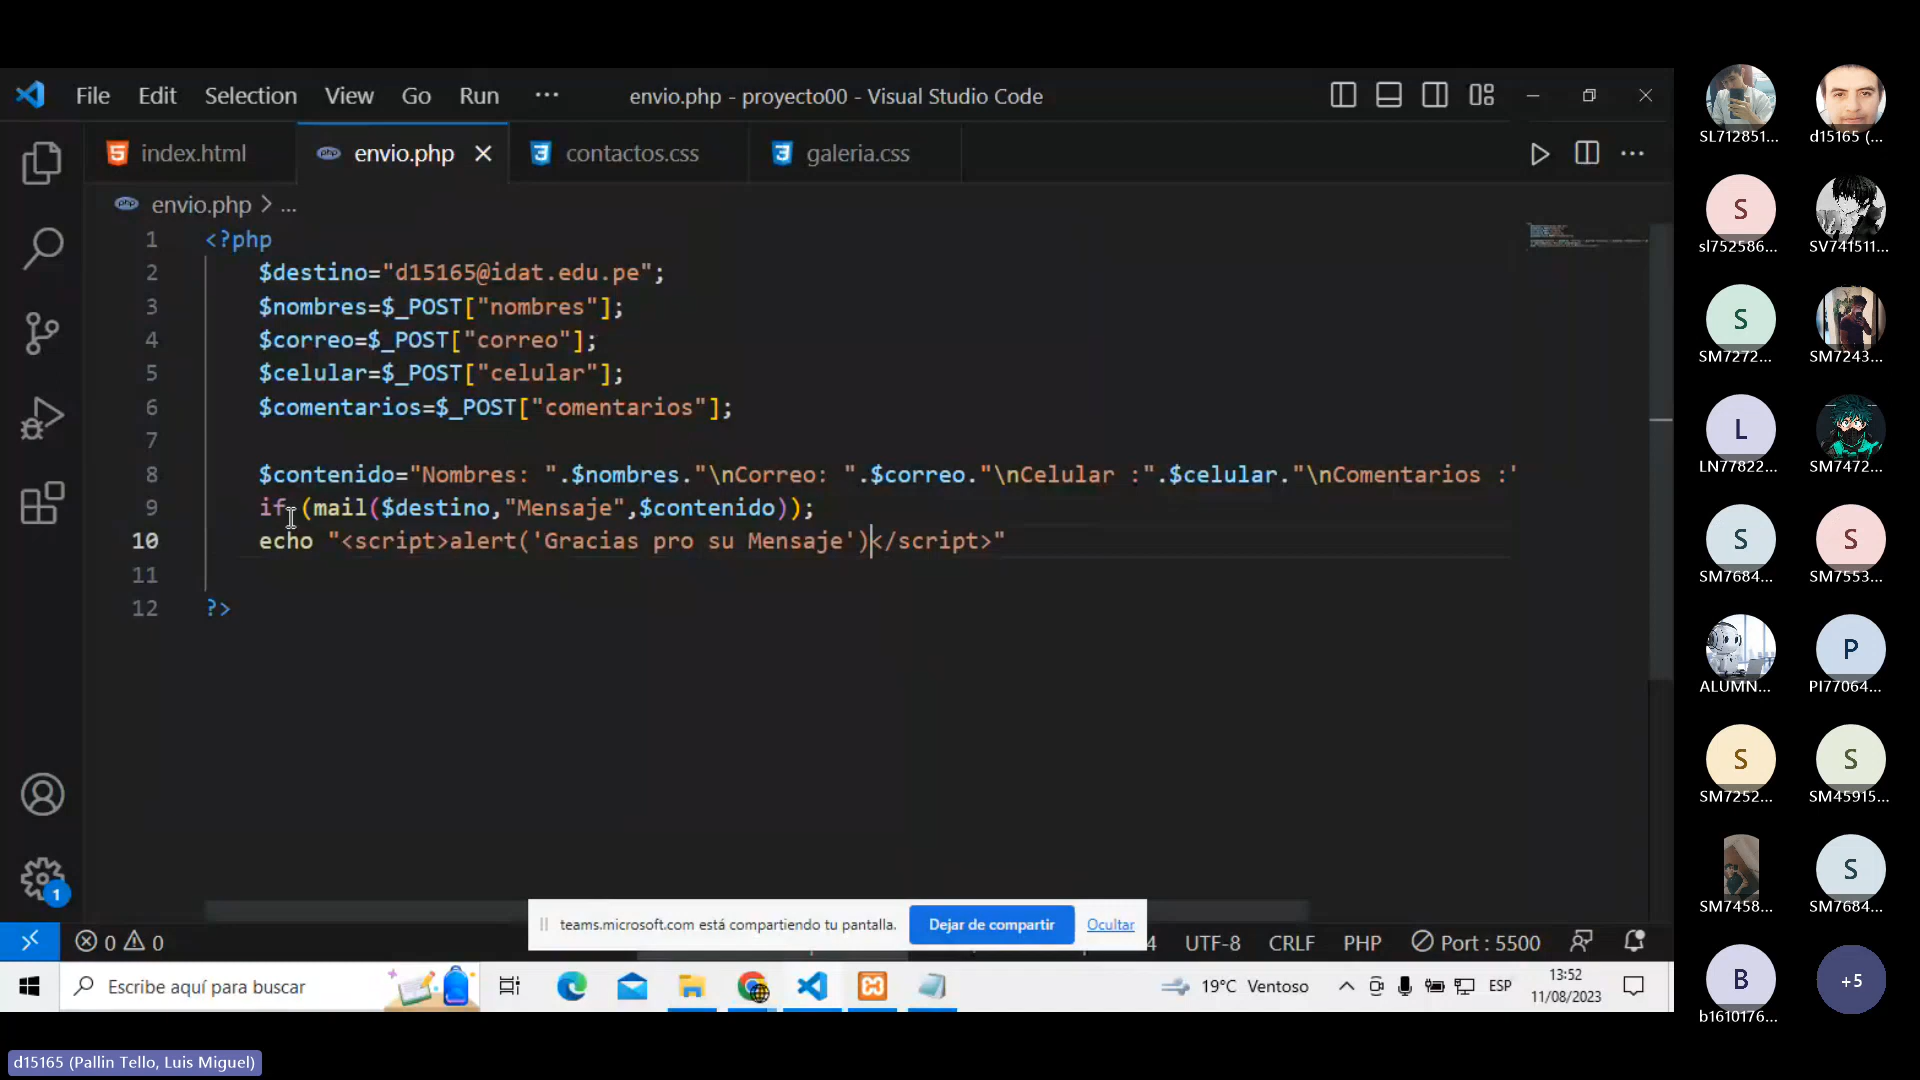 File Edit Selection View Go Run ··· envio.php - proyecto00 - Visual Studio Code
index.html envio.php contactos.css galeria.css
envio.php > ...
1 <?php
2 $destino="d15165@idat.edu.pe";
3 $nombres=$_POST["nombres"];
4 $correo=$_POST["correo"];
5 $celular=$_POST["celular"];
6 $comentarios=$_POST["comentarios"];
7
8 $contenido="Nombres: ".$nombres."\nCorreo: ".$correo."\nCelular :".$celular."\nComentarios :"
9 if (mail($destino,"Mensaje",$contenido));
10 echo "<script>alert('Gracias pro su Mensaje')</script>"
11
12 ?>
1
teams.microsoft.com está compartiendo tu pantalla. Dejar de compartir Ocultar
0 0 4 UTF-8 CRLF PHP Port : 5500
Escribe aquí para buscar 19°C Ventoso ESP 13:52
11/08/2023
SL712851... d15165 (...
S
sl752586... SV741511...
S
SM7272... SM7243...
L
LN77822... SM7472...
S S
SM7684... SM7553...
P
ALUMN... PI77064...
S S
SM7252... SM45915...
S
SM7458... SM7684...
B +5
b1610176...
d15165 (Pallin Tello, Luis Miguel)